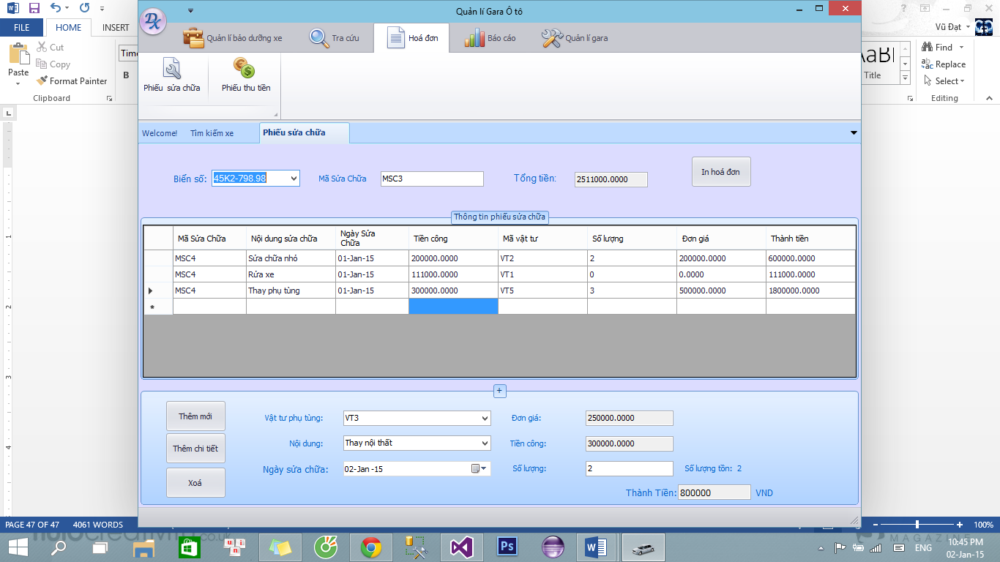 Quản lí Gara Ô tô
FILE HOME INSERT
Vũ Đạt
Cut
Copy
Format Painter
Paste
Clipboard
B
Title
Find
Replace
Select
Editing
Quản lí bảo dưỡng xe Tra cứu Hoá đơn Báo cáo Quản lí gara
Phiếu sửa chữa Phiếu thu tiền
Welcome! Tìm kiếm xe Phiếu sửa chữa
Biển số: 45K2-798.98 Mã Sửa Chữa MSC3 Tổng tiền: 2511000.0000 In hoá đơn
Thông tin phiếu sửa chữa
Mã Sửa Chữa Nội dung sửa chữa Ngày Sửa Chữa Tiền công Mã vật tư Số lượng Đơn giá Thành tiền
MSC4 Sửa chữa nhỏ 01-Jan-15 200000.0000 VT2 2 200000.0000 600000.0000
MSC4 Rửa xe 01-Jan-15 111000.0000 VT1 0 0.0000 111000.0000
MSC4 Thay phụ tùng 01-Jan-15 300000.0000 VT5 3 500000.0000 1800000.0000
+
Thêm mới Vật tư phụ tùng: VT3 Đơn giá: 250000.0000
Thêm chi tiết Nội dung: Thay nội thất Tiền công: 300000.0000
Ngày sửa chữa: 02-Jan-15 Số lượng: 2 Số lượng tồn: 2
Xoá
Thành Tiền: 800000 VND
PAGE 47 OF 47 4061 WORDS 100%
MAGAZINE
ENG
10:45 PM
02-Jan-15